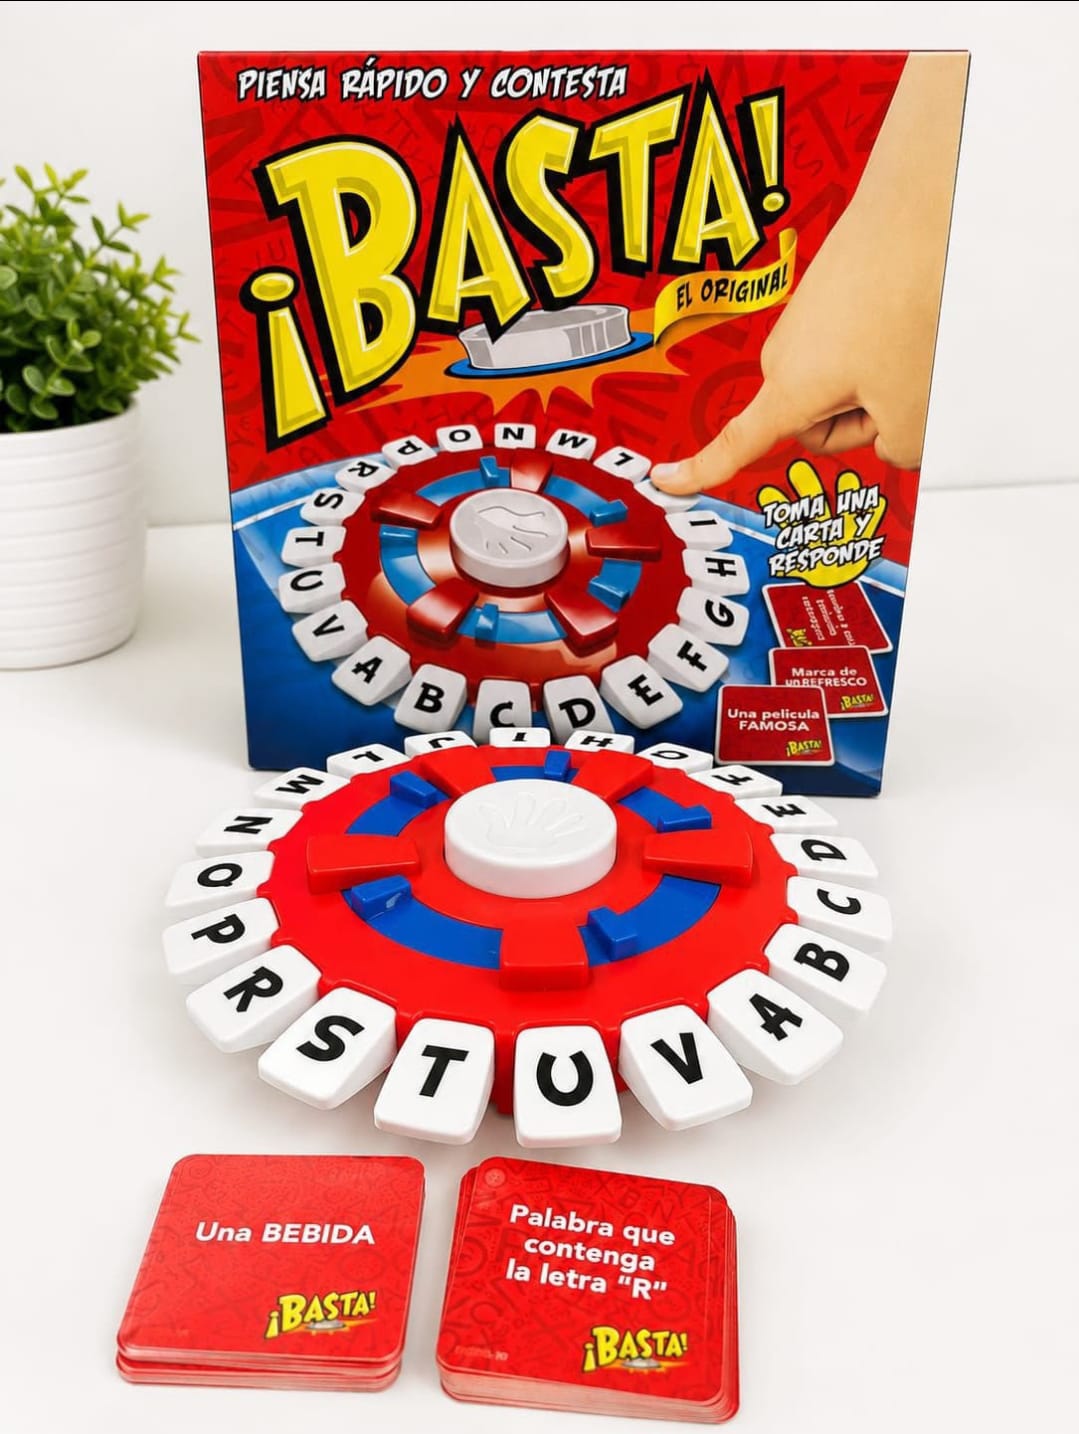 PIENSA RÁPIDO Y CONTESTA
¡BASTA!
EL ORIGINAL
TOMA UNA
CARTA Y
RESPONDE
Marca de
un REFRESCO
¡BASTA!
Una pelicula
FAMOSA
¡BASTA!
R P O N M L
S T U V A B C D E F G H I
M L J I H G F E
N O P R S T U V A B C D
Una BEBIDA
¡BASTA!
Palabra que
contenga
la letra "R"
¡BASTA!